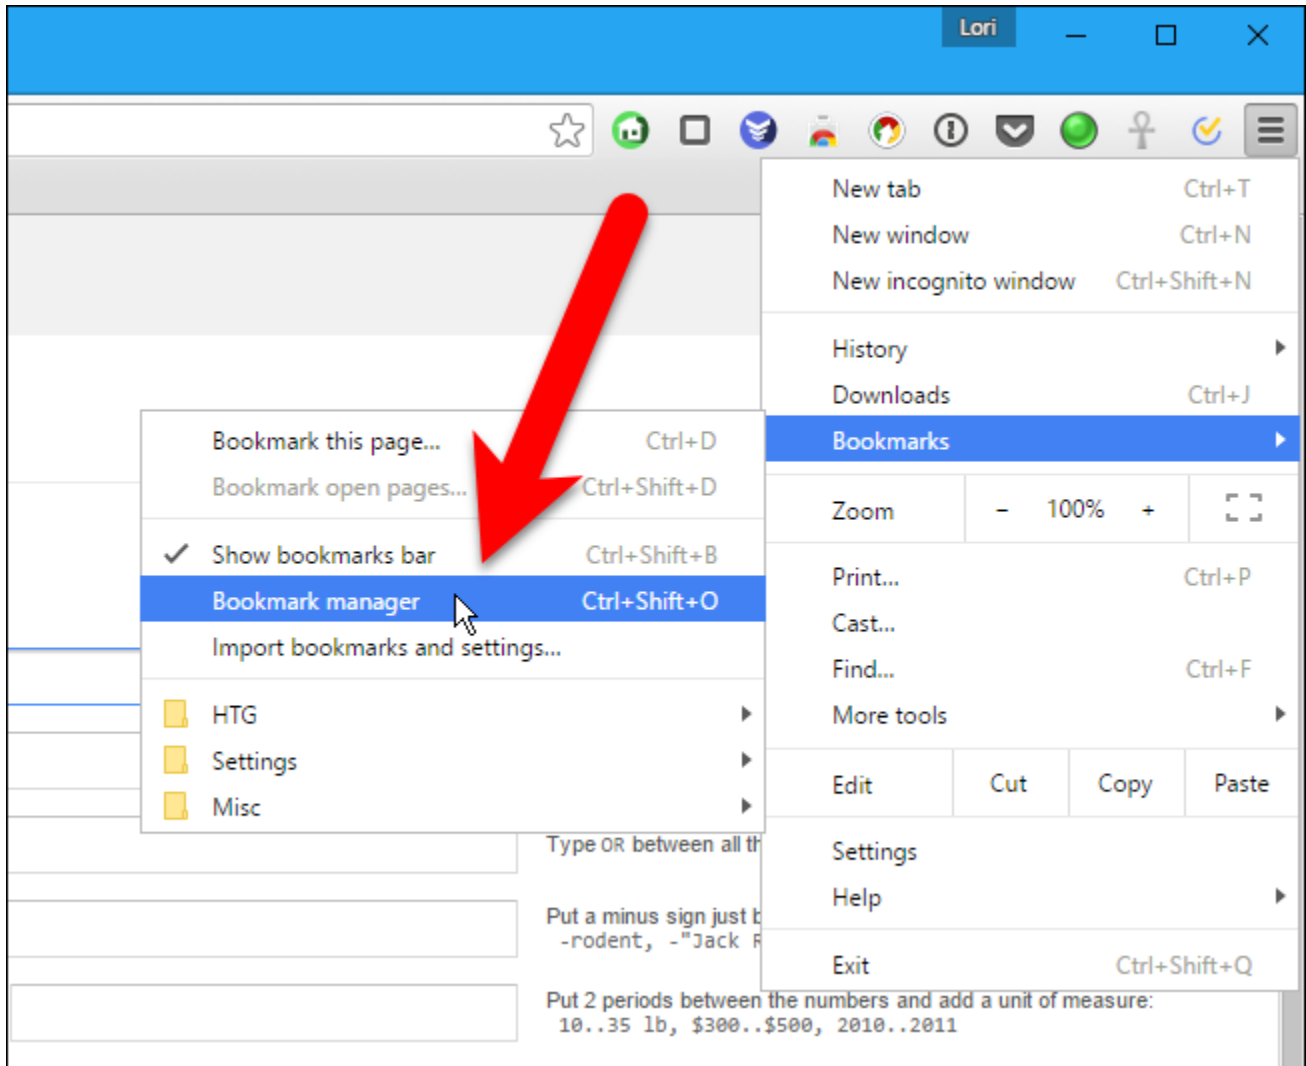 Lori
New tab Ctrl+T
New window Ctrl+N
New incognito window Ctrl+Shift+N
History
Downloads Ctrl+J
Bookmarks
Zoom − 100% +
Print... Ctrl+P
Cast...
Find... Ctrl+F
More tools
Edit Cut Copy Paste
Settings
Help
Exit Ctrl+Shift+Q
Bookmark this page... Ctrl+D
Bookmark open pages... Ctrl+Shift+D
Show bookmarks bar Ctrl+Shift+B
Bookmark manager Ctrl+Shift+O
Import bookmarks and settings...
HTG
Settings
Misc
Type OR between all
Put a minus sign just
-rodent, -"Jack
Put 2 periods between the numbers and add a unit of measure:
10..35 lb, $300..$500, 2010..2011